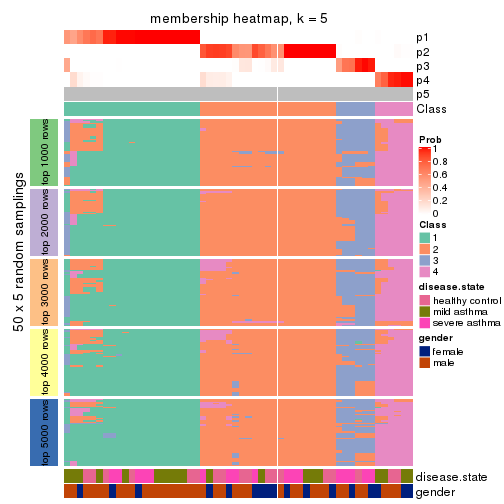 membership heatmap, k = 5
p1
p2
p3
p4
p5
Class
50 x 5 random samplings
top 1000 rows
top 2000 rows
top 3000 rows
top 4000 rows
top 5000 rows
Prob
1
0.8
0.6
0.4
0.2
0
Class
1
2
3
4
disease.state
healthy control
mild asthma
severe asthma
gender
female
male
disease.state
gender